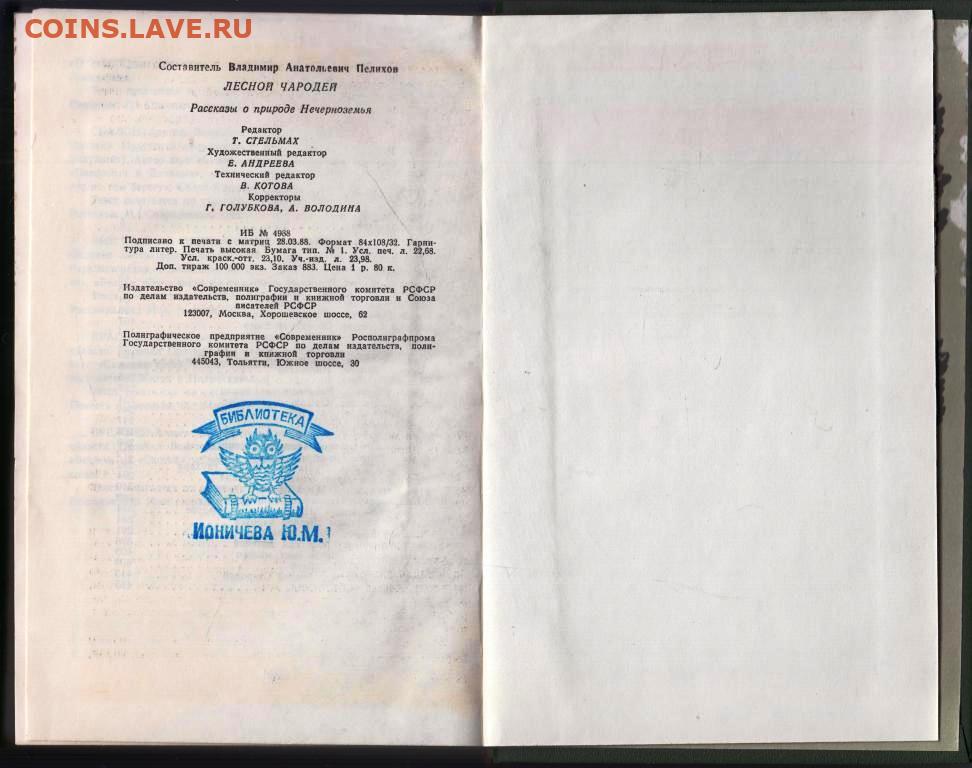 COINS.LAVE.RU
Составитель Владимир Анатольевич Пелихов
ЛЕСНОЙ ЧАРОДЕЙ
Рассказы о природе Нечерноземья
Редактор
Т. СТЕЛЬМАХ
Художественный редактор
Е. АНДРЕЕВА
Технический редактор
В. КОТОВА
Корректоры
Г. ГОЛУБКОВА, А. ВОЛОДИНА
ИБ № 4988
Подписано к печати с матриц 28.03.88. Формат 84х108/32. Гарни-
тура литер. Печать высокая. Бумага тип. № 1. Усл. печ. л. 22,68.
Усл. краск.-отт. 23,10. Уч.-изд. л. 23,98.
Доп. тираж 100 000 экз. Заказ 883. Цена 1 р. 80 к.
Издательство «Современник» Государственного комитета РСФСР
по делам издательств, полиграфии и книжной торговли и Союза
писателей РСФСР
123007, Москва, Хорошевское шоссе, 62
Полиграфическое предприятие «Современник» Росполиграфпрома
Государственного комитета РСФСР по делам издательств, поли-
графии и книжной торговли
445043, Тольятти, Южное шоссе, 30
БИБЛИОТЕКА
ИОНИЧЕВА Ю.М.